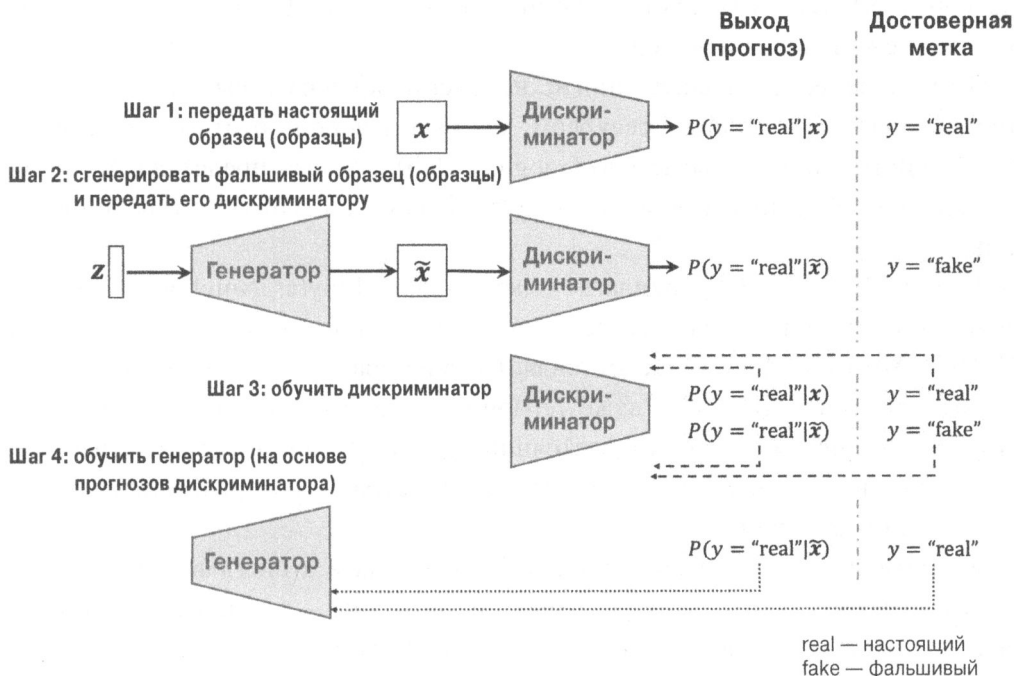 Выход
(прогноз)
Достоверная
метка
Шаг 1: передать настоящий
образец (образцы)
x
Дискри-
минатор
P(y = “real”|x)
y = “real”
Шаг 2: сгенерировать фальшивый образец (образцы)
и передать его дискриминатору
z
Генератор
x̃
Дискри-
минатор
P(y = “real”|x̃)
y = “fake”
Шаг 3: обучить дискриминатор
Дискри-
минатор
P(y = “real”|x)
y = “real”
P(y = “real”|x̃)
y = “fake”
Шаг 4: обучить генератор (на основе
прогнозов дискриминатора)
Генератор
P(y = “real”|x̃)
y = “real”
real — настоящий
fake — фальшивый